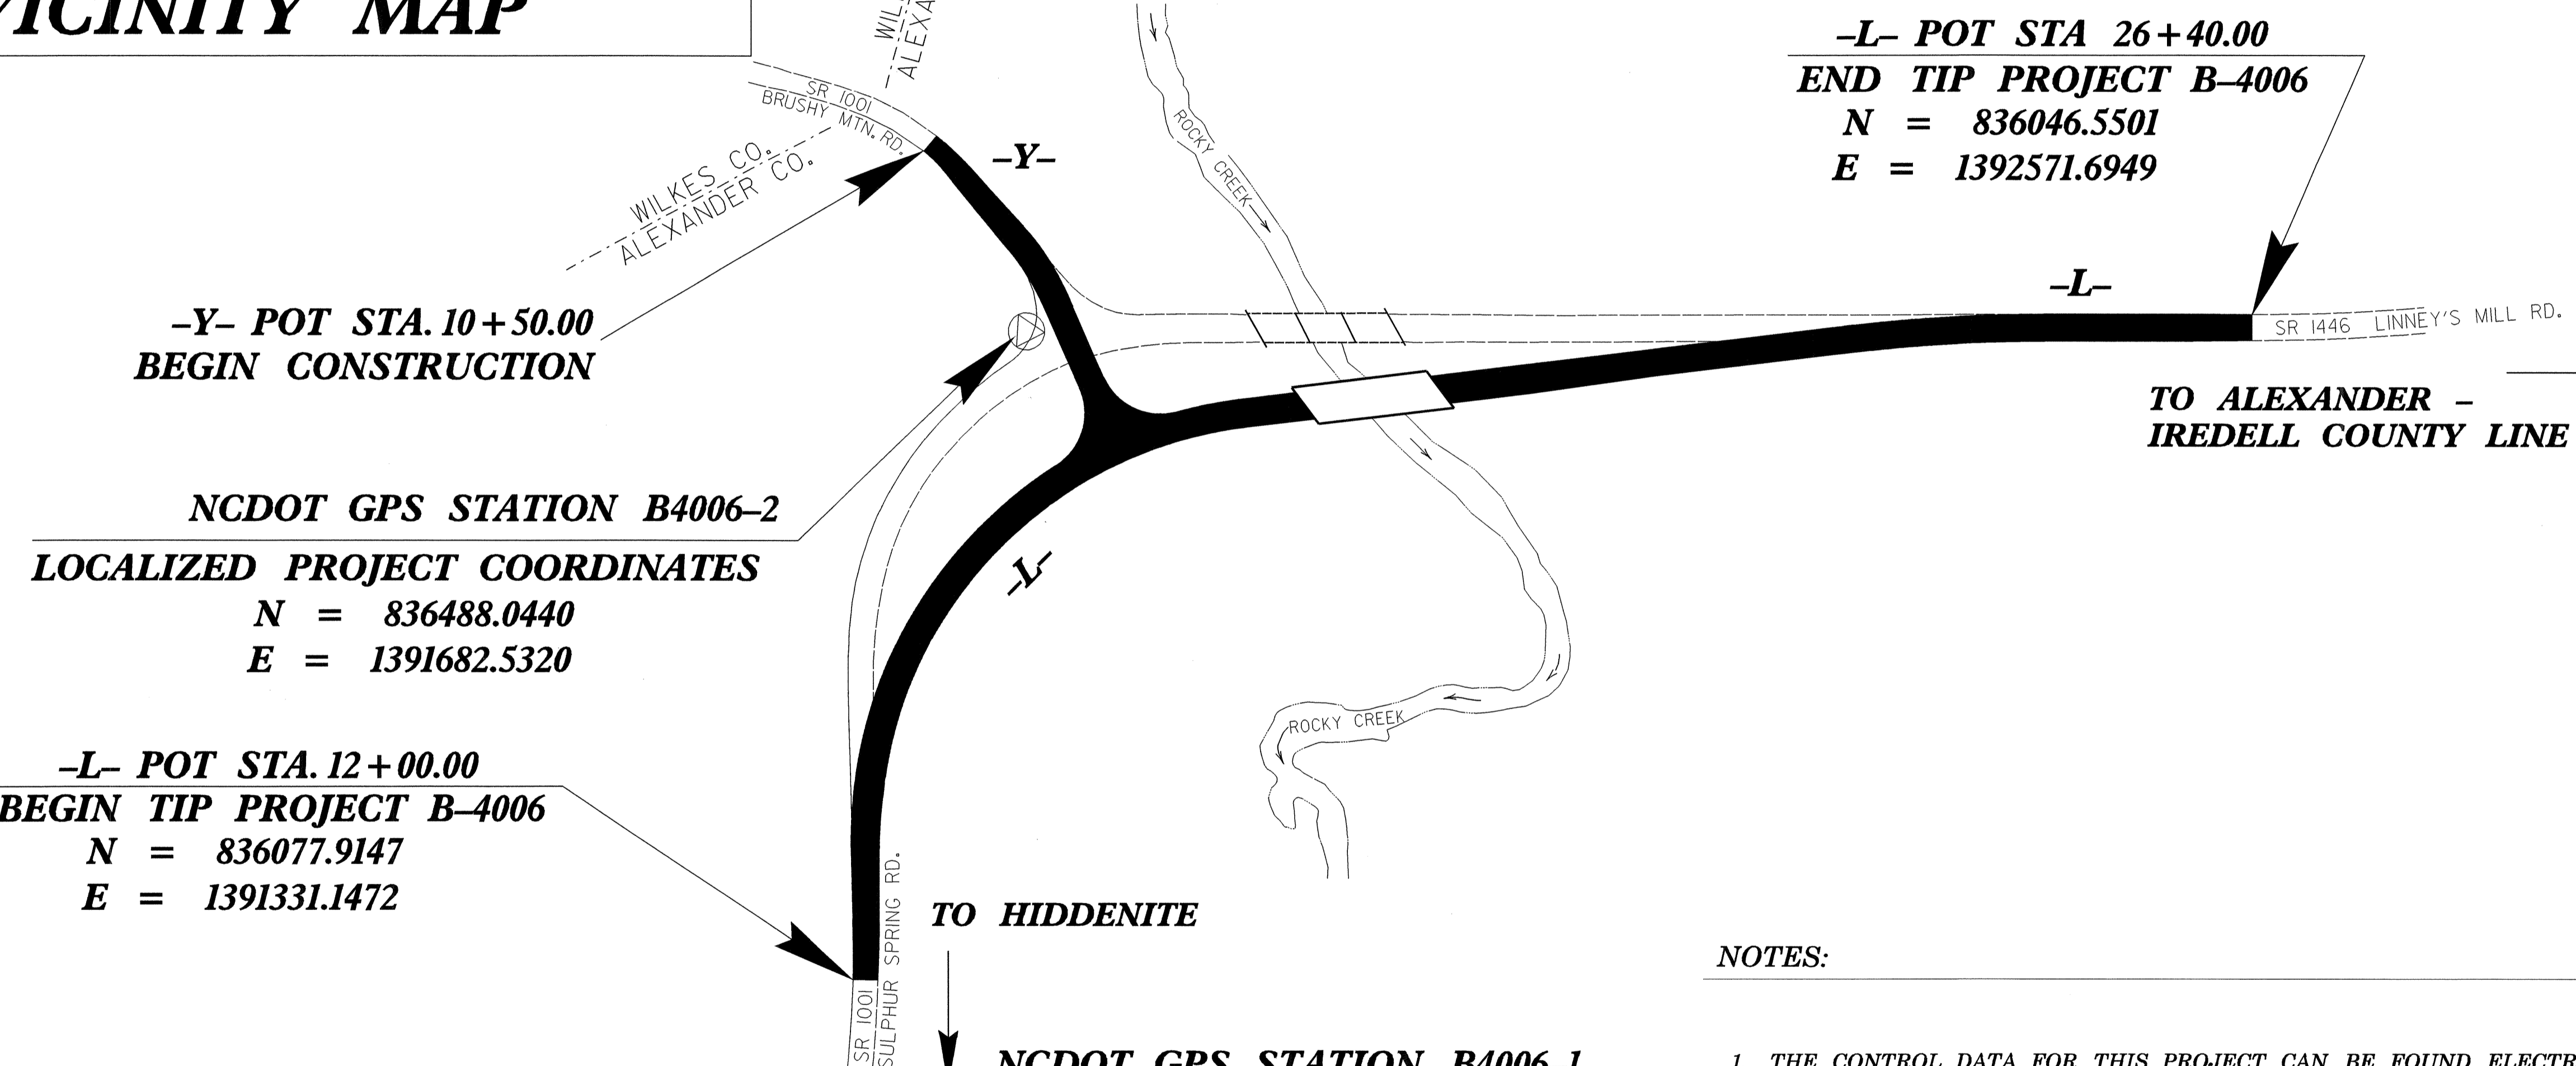 VICINITY MAP
WIL
ALEXA
SR 1001
BRUSHY MTN. RD.
WILKES CO.
ALEXANDER CO.
–Y–
ROCKY CREEK
–L– POT STA 26+40.00
END TIP PROJECT B–4006
N = 836046.5501
E = 1392571.6949
–Y– POT STA. 10+50.00
BEGIN CONSTRUCTION
–L–
SR 1446 LINNEY'S MILL RD.
TO ALEXANDER –
IREDELL COUNTY LINE
NCDOT GPS STATION B4006–2
LOCALIZED PROJECT COORDINATES
N = 836488.0440
E = 1391682.5320
–L–
ROCKY CREEK
–L– POT STA. 12+00.00
BEGIN TIP PROJECT B–4006
N = 836077.9147
E = 1391331.1472
SR 1001
SULPHUR SPRING RD.
TO HIDDENITE
NOTES:
NCDOT GPS STATION B4006–1
1. THE CONTROL DATA FOR THIS PROJECT CAN BE FOUND ELECTR